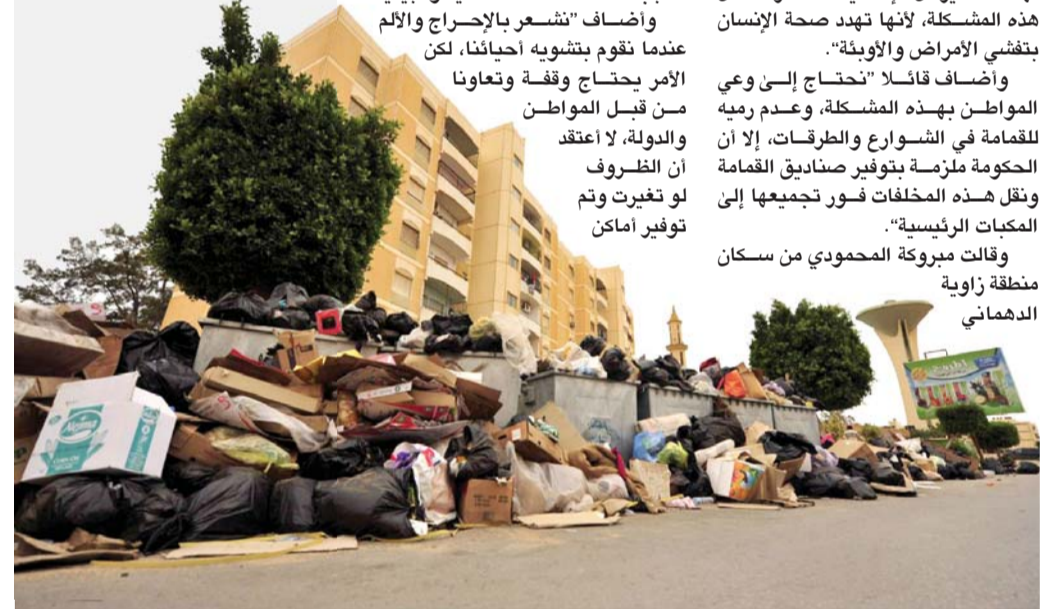 هذه المشكلة، لأنها تهدد صحة الإنسان
بتفشي الأمراض والأوبئة“.
وأضاف قائلا ”نحتاج إلى وعي
المواطن بهذه المشكلة، وعدم رميه
للقمامة في الشوارع والطرقات، إلا أن
الحكومة ملزمة بتوفير صناديق القمامة
ونقل هذه المخلفات فور تجميعها إلى
المكبات الرئيسية“.
وقالت مبروكة المحمودي من سكان
منطقة زاوية
الدهماني
وأضاف ”نشعر بالإحراج والألم
عندما نقوم بتشويه أحيائنا، لكن
الأمر يحتاج وقفة وتعاونا
من قبل المواطن
والدولة، لا أعتقد
أن الظروف
لو تغيرت وتم
توفير أماكن